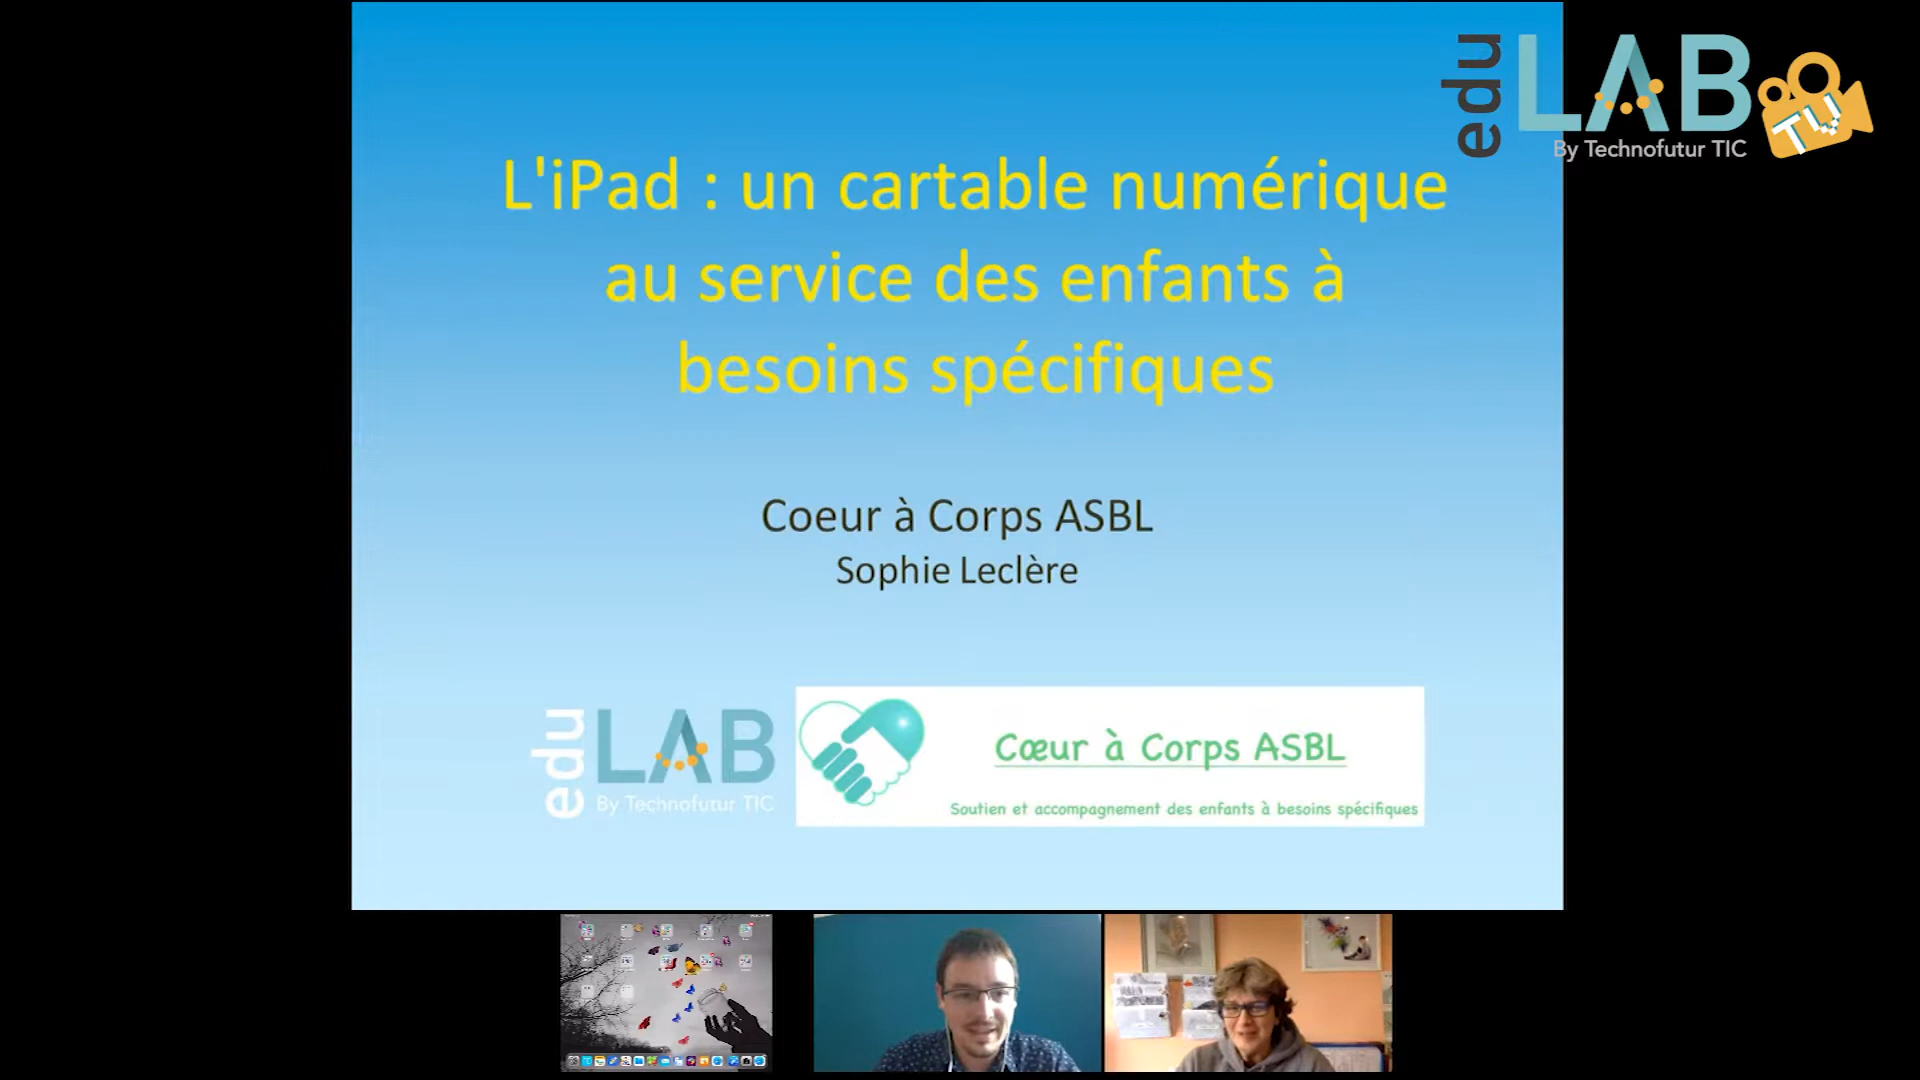 edu LAB TV
By Technofutur TIC
L'iPad : un cartable numérique
au service des enfants à
besoins spécifiques
Coeur à Corps ASBL
Sophie Leclère
edu LAB
By Technofutur TIC
Cœur à Corps ASBL
Soutien et accompagnement des enfants à besoins spécifiques